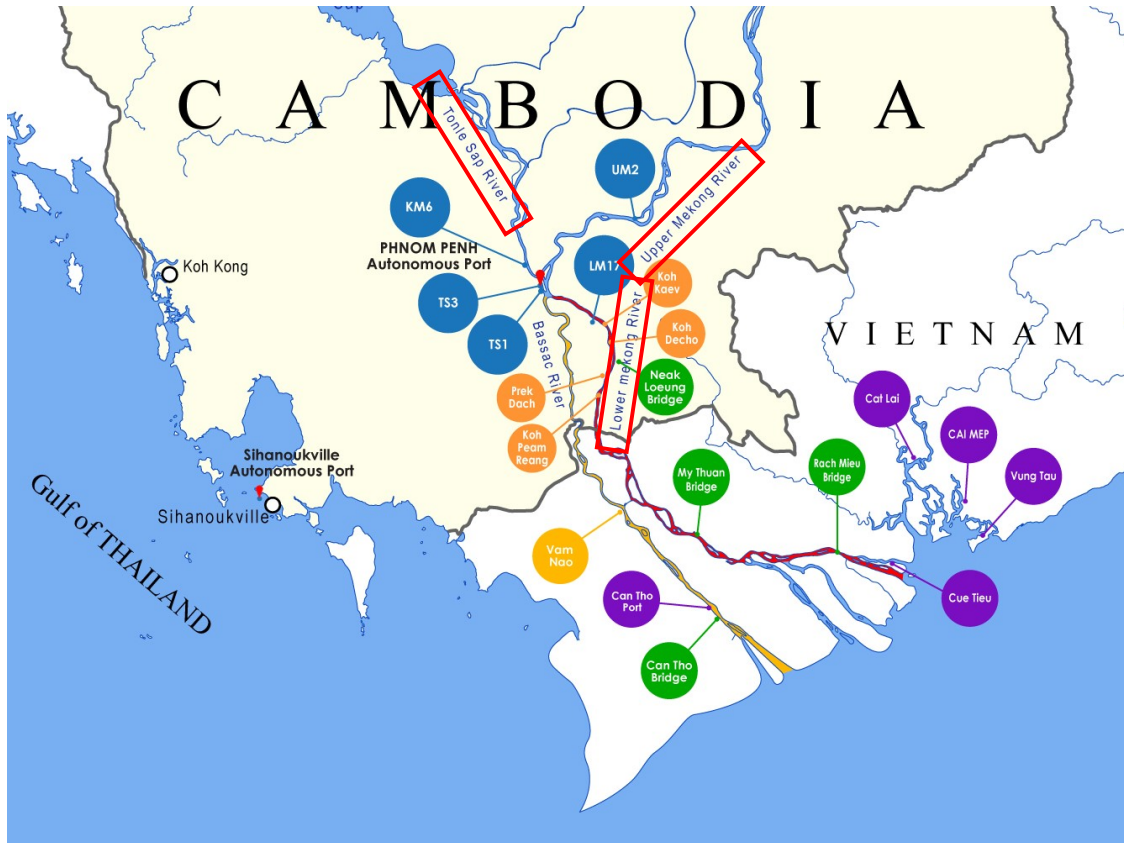 Sap
CAMBODIA
Tonle Sap River
Upper Mekong River
UM2
KM6
PHNOM PENH
Autonomous Port
Koh Kong
LM17
Koh
Kaev
TS3
TS1
Bassac River
Lower mekong River
Koh
Decho
VIETNAM
Neak
Loeung
Bridge
Prek
Dach
Koh
Peam
Reang
Cat Lai
CAI MEP
Sihanoukville
Autonomous Port
Sihanoukville
My Thuan
Bridge
Rach Mieu
Bridge
Vung Tau
Gulf of THAILAND
Vam
Nao
Can Tho
Port
Cue Tieu
Can Tho
Bridge